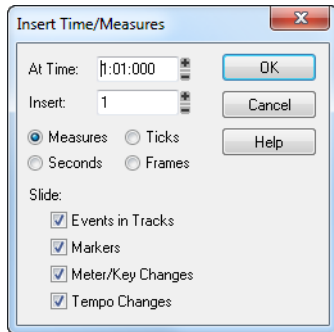 Insert Time/Measures
At Time: 1:01:000
OK
Insert: 1
Cancel
Measures Ticks
Help
Seconds Frames
Slide:
Events in Tracks
Markers
Meter/Key Changes
Tempo Changes